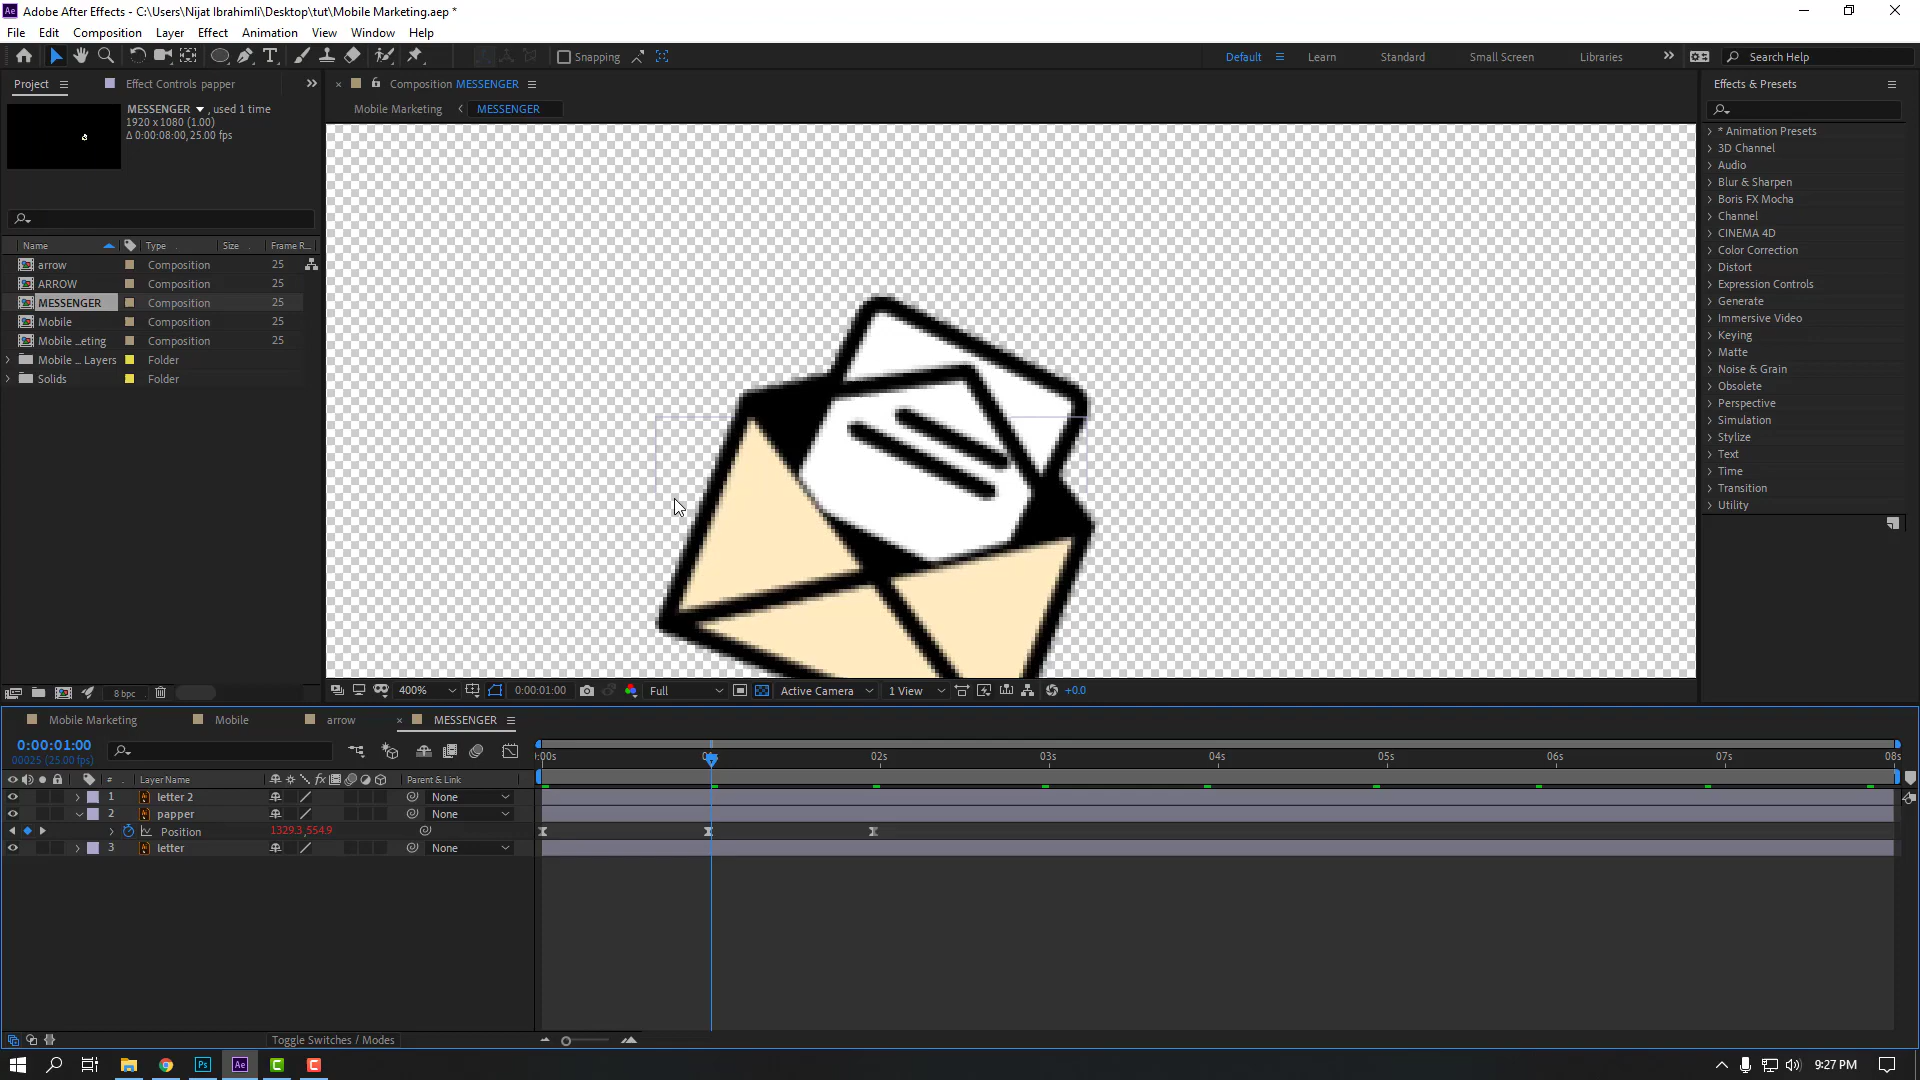 Adobe After Effects - C:\Users\Nijat Ibrahimli\Desktop\tut\Mobile Marketing.aep *
File Edit Composition Layer Effect Animation View Window Help
Snapping
Default Learn Standard Small Screen Libraries Search Help
Project Effect Controls papper
Composition MESSENGER
Effects & Presets
MESSENGER , used 1 time
1920 x 1080 (1.00)
Δ 0:00:08:00, 25.00 fps
Mobile Marketing MESSENGER
Name Type Size Frame R...
arrow Composition 25
ARROW Composition 25
MESSENGER Composition 25
Mobile Composition 25
Mobile ...eting Composition 25
Mobile ... Layers Folder
Solids Folder
* Animation Presets
3D Channel
Audio
Blur & Sharpen
Boris FX Mocha
Channel
CINEMA 4D
Color Correction
Distort
Expression Controls
Generate
Immersive Video
Keying
Matte
Noise & Grain
Obsolete
Perspective
Simulation
Stylize
Text
Time
Transition
Utility
8 bpc
400% 0:00:01:00 Full Active Camera 1 View +0.0
Mobile Marketing Mobile arrow MESSENGER
0:00:01:00
00025 (25.00 fps)
:00s 02s 03s 04s 05s 06s 07s 08s
# Layer Name fx Parent & Link
1 letter 2 None
2 papper None
Position 1329.3,554.9
3 letter None
Toggle Switches / Modes
Ps Ae C C 9:27 PM